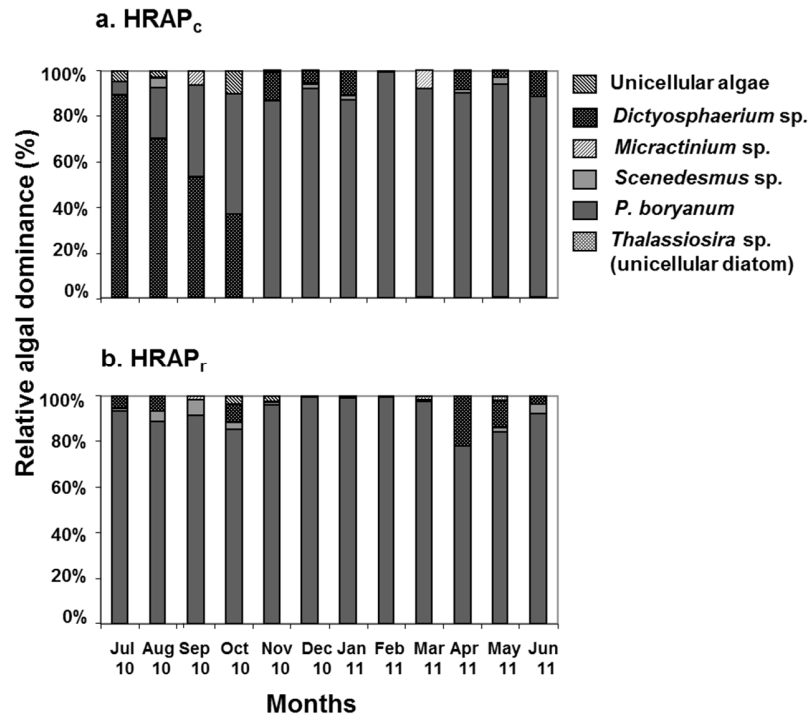 a. HRAPc
100%
80%
60%
40%
20%
0%
Unicellular algae
Dictyosphaerium sp.
Micractinium sp.
Scenedesmus sp.
P. boryanum
Thalassiosira sp.
(unicellular diatom)
Relative algal dominance (%)
b. HRAPr
100%
80%
60%
40%
20%
0%
Jul Aug Sep Oct Nov Dec Jan Feb Mar Apr May Jun
10 10 10 10 10 10 11 11 11 11 11 11
Months